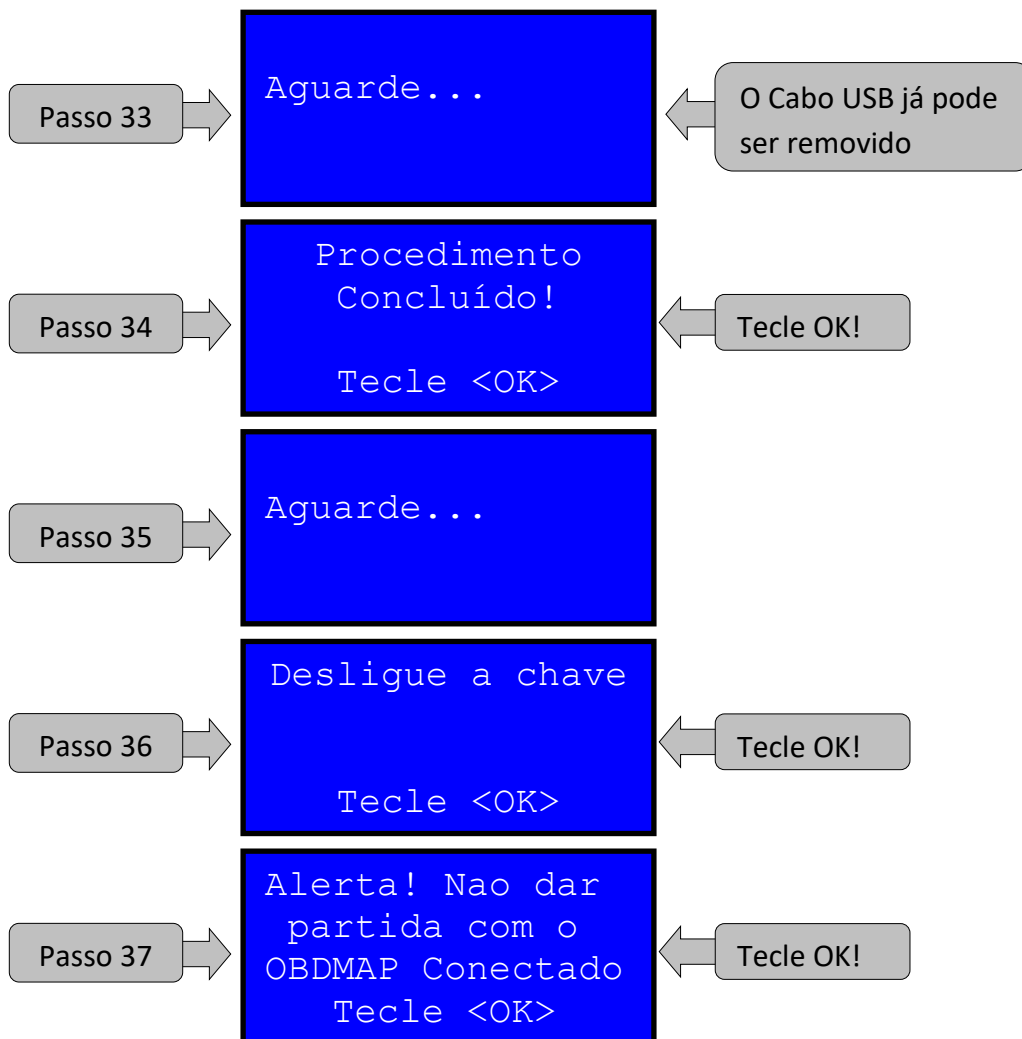 Passo 33
Aguarde...
O Cabo USB já pode
ser removido
Passo 34
Procedimento
Concluído!
Tecle <OK>
Tecle OK!
Passo 35
Aguarde...
Passo 36
Desligue a chave
Tecle <OK>
Tecle OK!
Passo 37
Alerta! Nao dar
partida com o
OBDMAP Conectado
Tecle <OK>
Tecle OK!